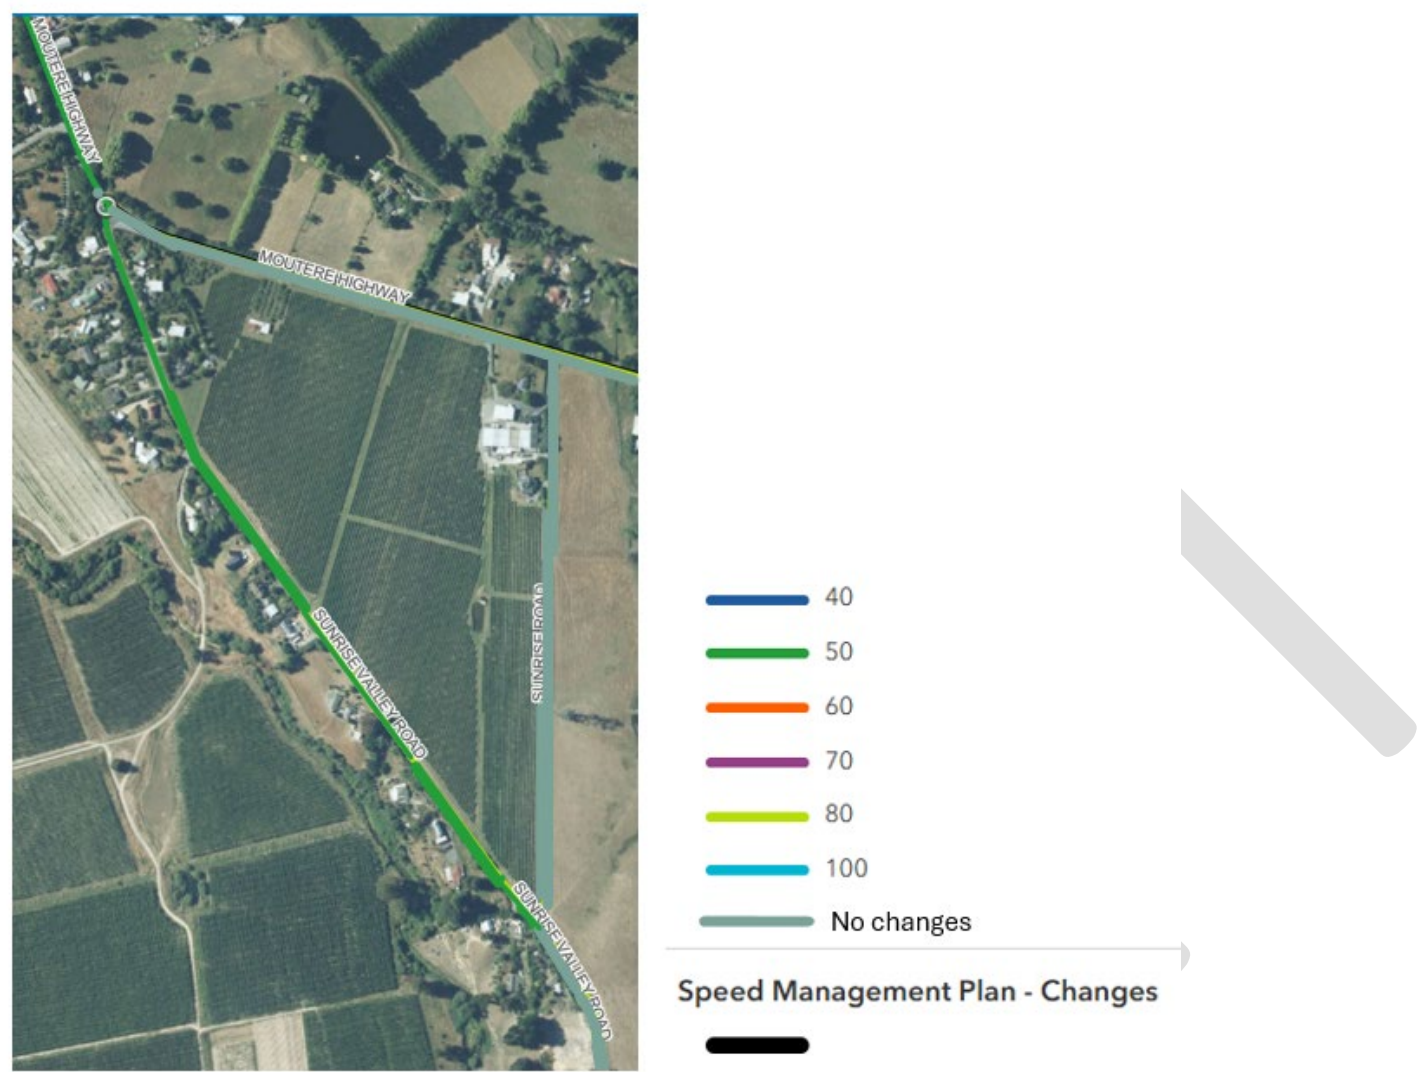 MOUTERE HIGHWAY
MOUTERE HIGHWAY
SUNRISE ROAD
SUNRISE VALLEY ROAD
SUNRISE VALLEY ROAD
40
50
60
70
80
100
No changes
Speed Management Plan - Changes